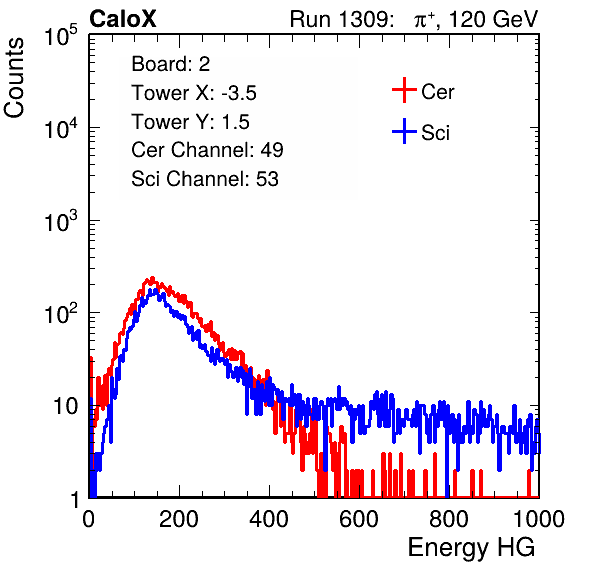 CaloX Run 1309: π⁺, 120 GeV
Board: 2
Tower X: -3.5
Tower Y: 1.5
Cer Channel: 49
Sci Channel: 53
Cer
Sci
Counts
10⁵
10⁴
10³
10²
10
1
0 200 400 600 800 1000
Energy HG